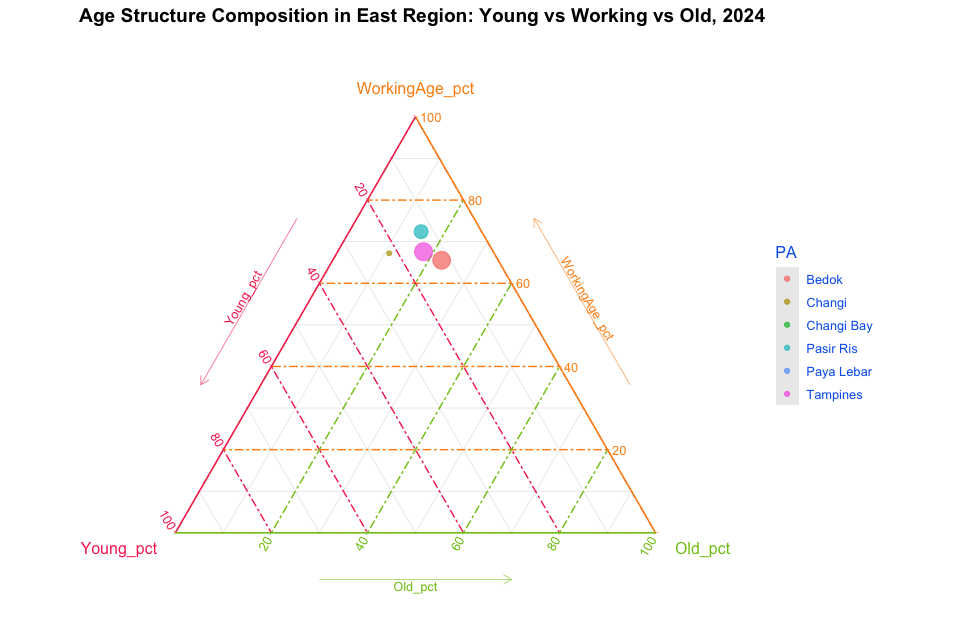 Age Structure Composition in East Region: Young vs Working vs Old, 2024
WorkingAge_pct
100
20
80
40
60
60
40
80
20
100
20
40
60
80
100
Young_pct
WorkingAge_pct
Young_pct
Old_pct
Old_pct
PA
Bedok
Changi
Changi Bay
Pasir Ris
Paya Lebar
Tampines